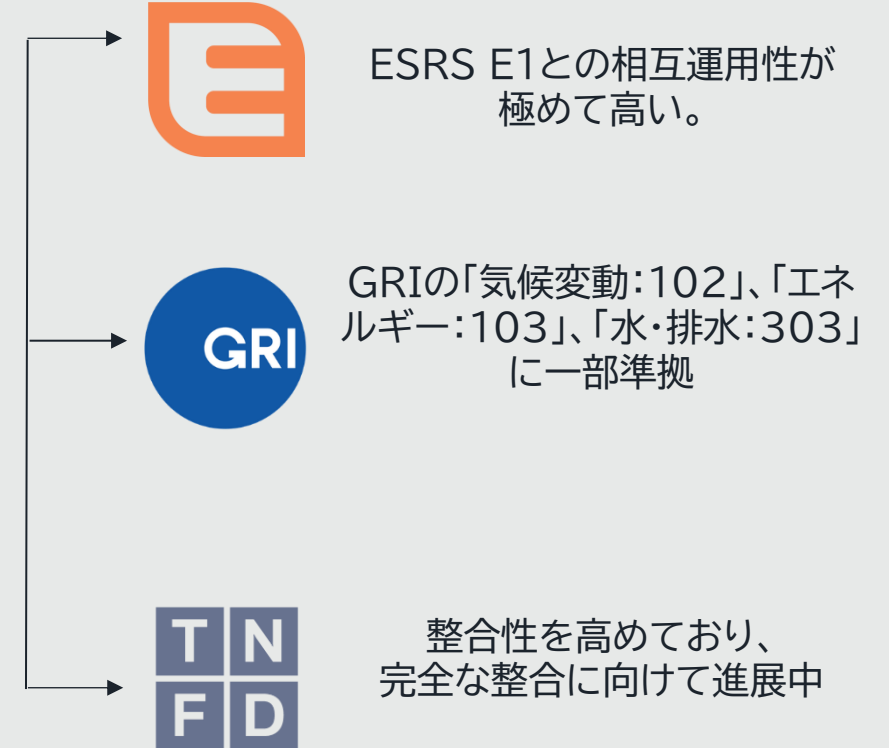 ESRS E1との相互運用性が
極めて高い。
GRI
GRIの「気候変動：102」、「エネ
ルギー：103」、「水・排水：303」
に一部準拠
TN
FD
整合性を高めており、
完全な整合に向けて進展中